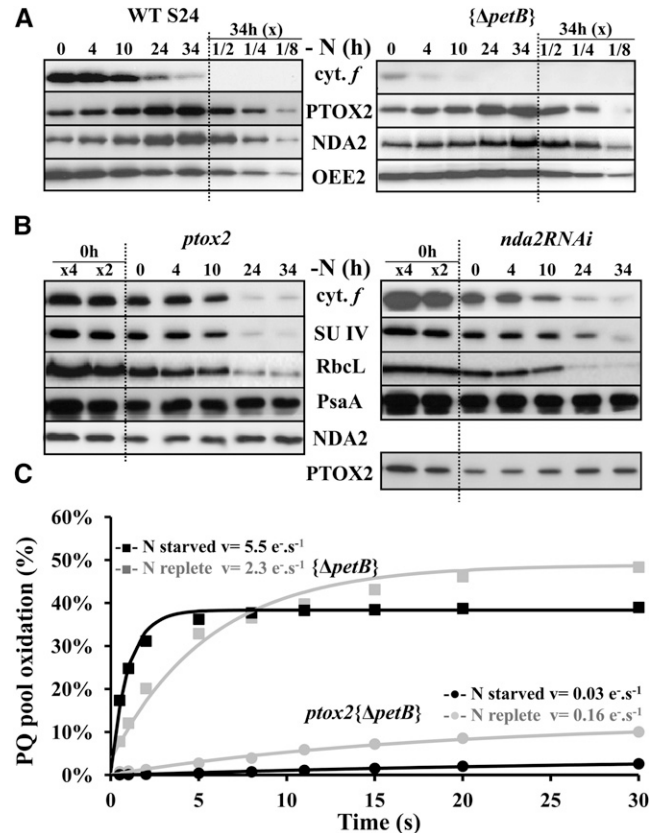 A
WT S24
{ΔpetB}
34h (x)
34h (x)
0 4 10 24 34 1/2 1/4 1/8
- N (h)
0 4 10 24 34 1/2 1/4 1/8
cyt. f
PTOX2
NDA2
OEE2
B
ptox2
nda2RNAi
0h
0h
x4 x2 0 4 10 24 34
-N (h)
x4 x2 0 4 10 24 34
cyt. f
SU IV
RbcL
PsaA
NDA2
PTOX2
C
60%
50%
40%
30%
20%
10%
0%
PQ pool oxidation (%)
N starved v= 5.5 e⁻.s⁻¹
N replete v= 2.3 e⁻.s⁻¹
{ΔpetB}
ptox2{ΔpetB}
N starved v= 0.03 e⁻.s⁻¹
N replete v= 0.16 e⁻.s⁻¹
0 5 10 15 20 25 30
Time (s)